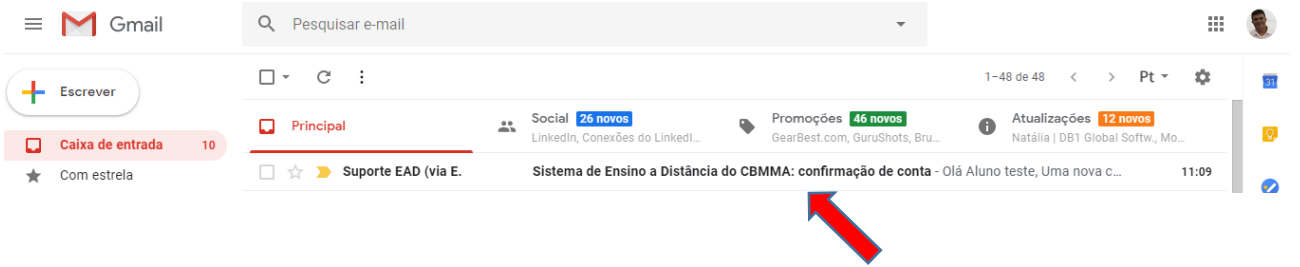 Gmail
Pesquisar e-mail
Escrever
1–48 de 48
Pt
31
Principal
Social 26 novos
LinkedIn, Conexões do LinkedI...
Promoções 46 novos
GearBest.com, GuruShots, Bru...
Atualizações 12 novos
Natália | DB1 Global Softw., Mo...
Caixa de entrada 10
Com estrela
Suporte EAD (via E. Sistema de Ensino a Distância do CBMMA: confirmação de conta - Olá Aluno teste, Uma nova c... 11:09